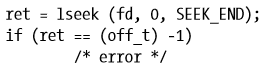 ret = lseek (fd, 0, SEEK_END);
if (ret == (off_t) -1)
        /* error */